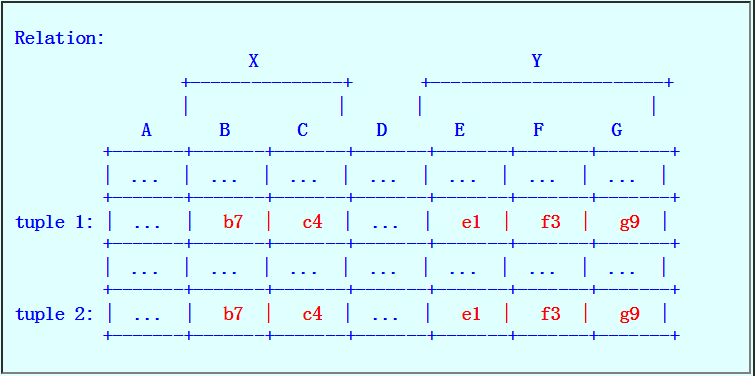 Relation:
X Y
+---------------+ +-----------------------+
| | | |
A B C D E F G
+-------+-------+-------+-------+-------+-------+-------+
| ... | ... | ... | ... | ... | ... | ... |
+-------+-------+-------+-------+-------+-------+-------+
tuple 1: | ... | b7 | c4 | ... | e1 | f3 | g9 |
+-------+-------+-------+-------+-------+-------+-------+
| ... | ... | ... | ... | ... | ... | ... |
+-------+-------+-------+-------+-------+-------+-------+
tuple 2: | ... | b7 | c4 | ... | e1 | f3 | g9 |
+-------+-------+-------+-------+-------+-------+-------+